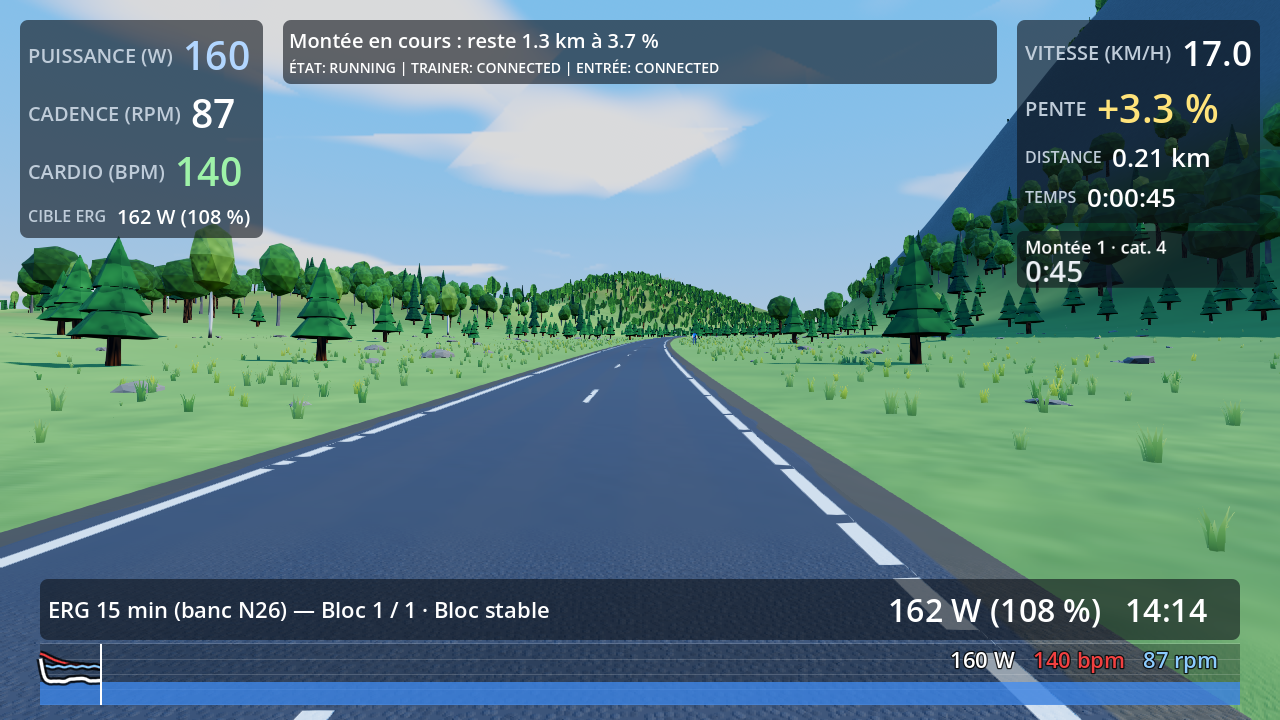 PUISSANCE (W) 160
CADENCE (RPM) 87
CARDIO (BPM) 140
CIBLE ERG 162 W (108 %)
Montée en cours : reste 1.3 km à 3.7 %
ÉTAT: RUNNING | TRAINER: CONNECTED | ENTRÉE: CONNECTED
VITESSE (KM/H) 17.0
PENTE +3.3 %
DISTANCE 0.21 km
TEMPS 0:00:45
Montée 1 · cat. 4
0:45
ERG 15 min (banc N26) — Bloc 1 / 1 · Bloc stable 162 W (108 %) 14:14
160 W 140 bpm 87 rpm